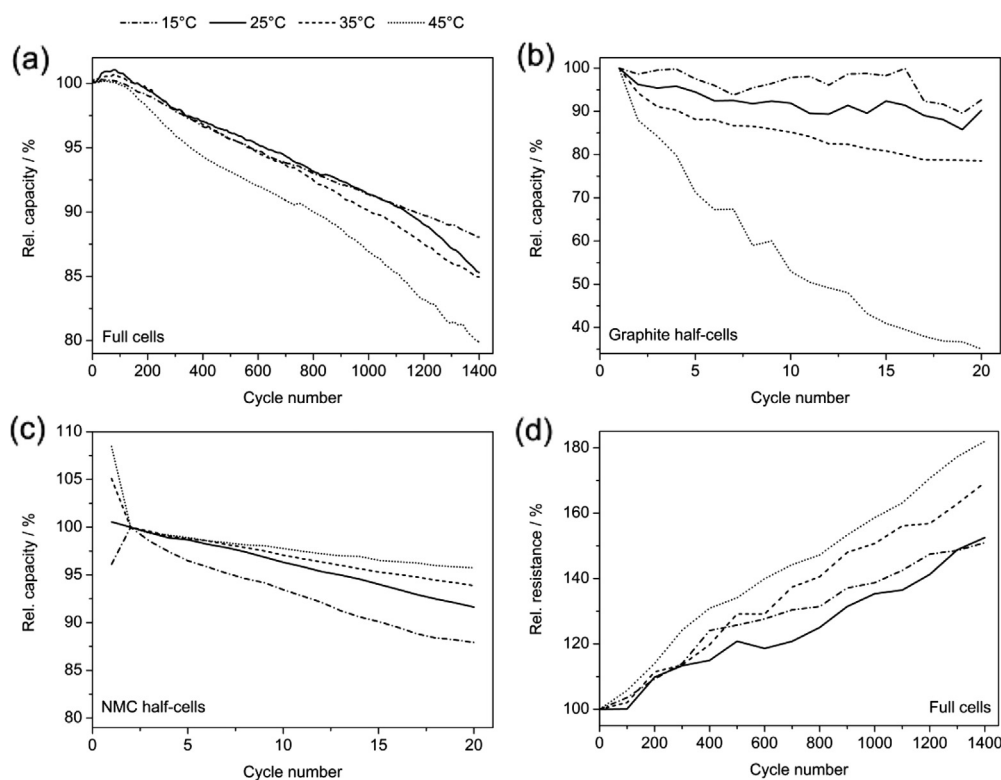 15°C 25°C 35°C 45°C
(a)
Rel. capacity / %
100
95
90
85
80
Full cells
0 200 400 600 800 1000 1200 1400
Cycle number
(b)
Rel. capacity / %
100
90
80
70
60
50
40
Graphite half-cells
0 5 10 15 20
Cycle number
(c)
Rel. capacity / %
110
105
100
95
90
85
80
NMC half-cells
0 5 10 15 20
Cycle number
(d)
Rel. resistance / %
180
160
140
120
100
Full cells
0 200 400 600 800 1000 1200 1400
Cycle number